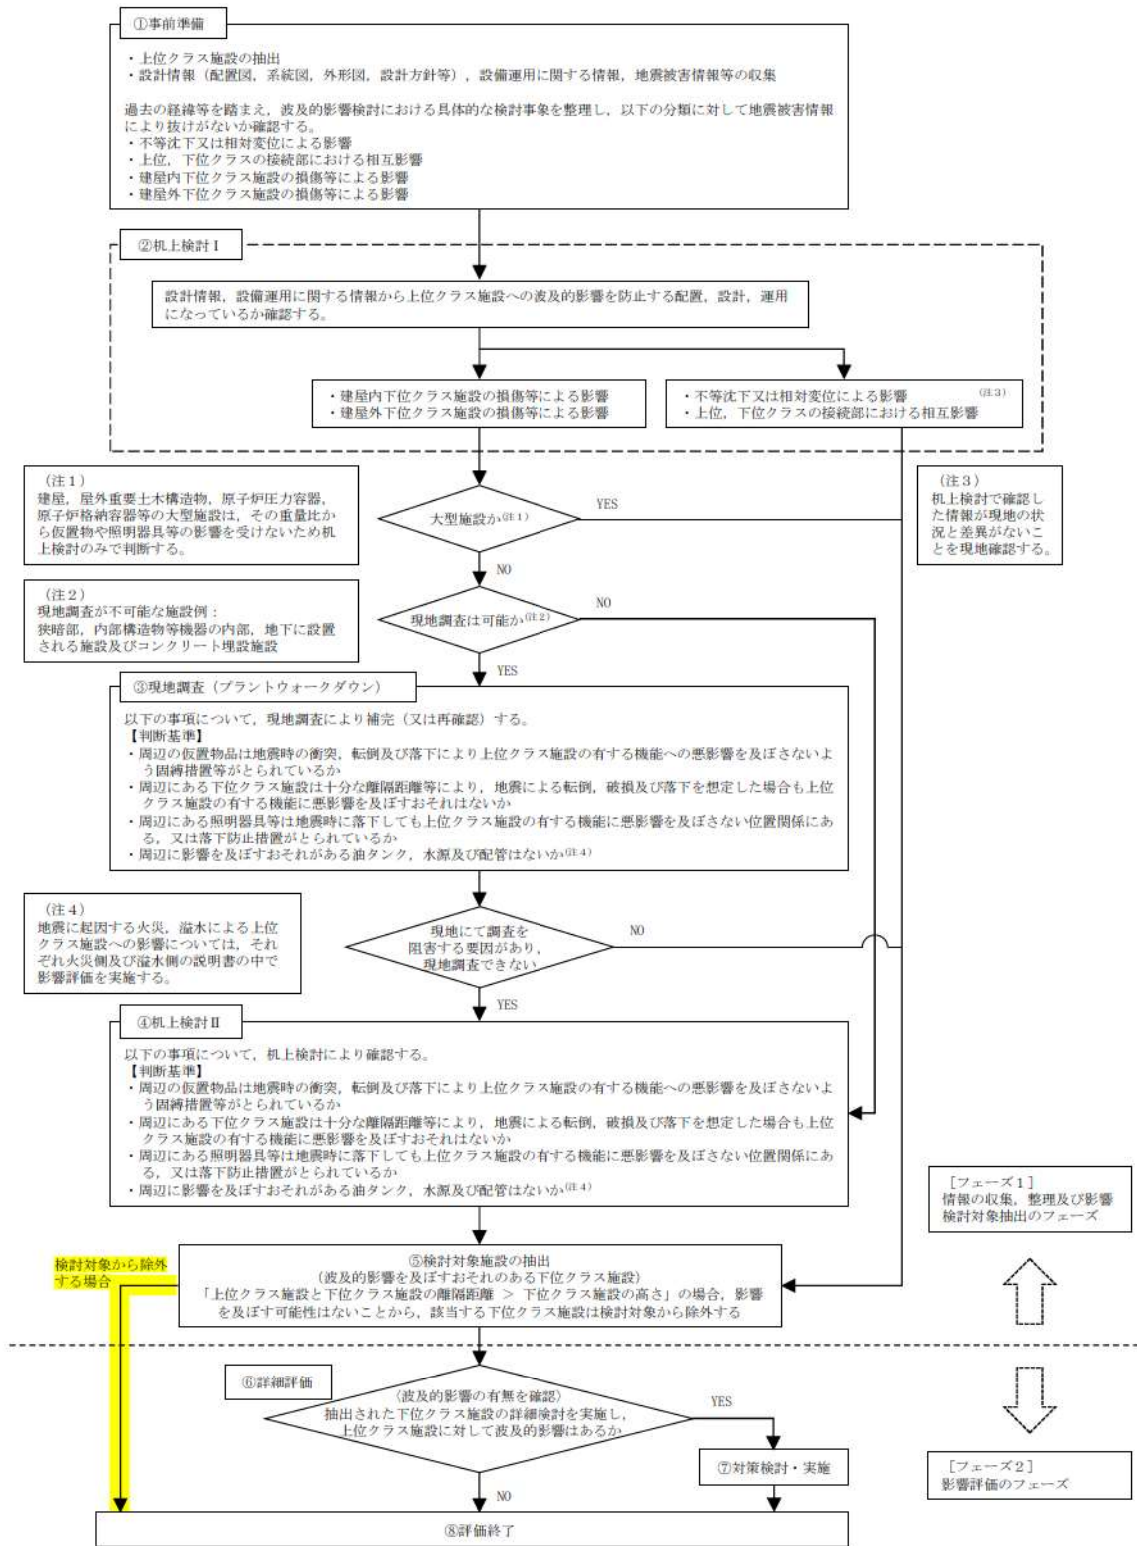 ①事前準備
・上位クラス施設の抽出
・設計情報（配置図，系統図，外形図，設計方針等），設備運用に関する情報，地震被害情報等の収集
過去の経緯等を踏まえ，波及的影響検討における具体的な検討事象を整理し，以下の分類に対して地震被害情報
により抜けがないか確認する。
・不等沈下又は相対変位による影響
・上位，下位クラスの接続部における相互影響
・建屋内下位クラス施設の損傷等による影響
・建屋外下位クラス施設の損傷等による影響
②机上検討Ⅰ
設計情報，設備運用に関する情報から上位クラス施設への波及的影響を防止する配置，設計，運用
になっているか確認する。
・建屋内下位クラス施設の損傷等による影響
・建屋外下位クラス施設の損傷等による影響
・不等沈下又は相対変位による影響 （注3）
・上位，下位クラスの接続部における相互影響
（注１）
建屋，屋外重要土木構造物，原子炉圧力容器，
原子炉格納容器等の大型施設は，その重量比か
ら仮置物や照明器具等の影響を受けないため机
上検討のみで判断する。
大型施設か（注1）
YES
NO
（注３）
机上検討で確認し
た情報が現地の状
況と差異がないこ
とを現地確認する。
（注２）
現地調査が不可能な施設例：
狭暗部，内部構造物等機器の内部，地下に設置
される施設及びコンクリート埋設施設
現地調査は可能か（注2）
NO
YES
③現地調査（プラントウォークダウン）
以下の事項について，現地調査により補完（又は再確認）する。
【判断基準】
・周辺の仮置物品は地震時の衝突，転倒及び落下により上位クラス施設の有する機能への悪影響を及ぼさないよ
う固縛措置等がとられているか
・周辺にある下位クラス施設は十分な離隔距離等により，地震による転倒，破損及び落下を想定した場合も上位
クラス施設の有する機能に悪影響を及ぼすおそれはないか
・周辺にある照明器具等は地震時に落下しても上位クラス施設の有する機能に悪影響を及ぼさない位置関係にあ
る，又は落下防止措置がとられているか
・周辺に影響を及ぼすおそれがある油タンク，水源及び配管はないか（注4）
（注４）
地震に起因する火災，溢水による上位
クラス施設への影響については，それ
ぞれ火災側及び溢水側の説明書の中で
影響評価を実施する。
現地にて調査を
阻害する要因があり，
現地調査できない
NO
YES
④机上検討Ⅱ
以下の事項について，机上検討により確認する。
【判断基準】
・周辺の仮置物品は地震時の衝突，転倒及び落下により上位クラス施設の有する機能への悪影響を及ぼさないよ
う固縛措置等がとられているか
・周辺にある下位クラス施設は十分な離隔距離等により，地震による転倒，破損及び落下を想定した場合も上位
クラス施設の有する機能に悪影響を及ぼすおそれはないか
・周辺にある照明器具等は地震時に落下しても上位クラス施設の有する機能に悪影響を及ぼさない位置関係にあ
る，又は落下防止措置がとられているか
・周辺に影響を及ぼすおそれがある油タンク，水源及び配管はないか（注4）
［フェーズ１］
情報の収集，整理及び影響
検討対象抽出のフェーズ
検討対象から除外
する場合
⑤検討対象施設の抽出
（波及的影響を及ぼすおそれのある下位クラス施設）
「上位クラス施設と下位クラス施設の離隔距離 ＞ 下位クラス施設の高さ」の場合，影響
を及ぼす可能性はないことから，該当する下位クラス施設は検討対象から除外する
⑥詳細評価
（波及的影響の有無を確認）
抽出された下位クラス施設の詳細検討を実施し，
上位クラス施設に対して波及的影響はあるか
YES
NO
⑦対策検討・実施
［フェーズ２］
影響評価のフェーズ
⑧評価終了